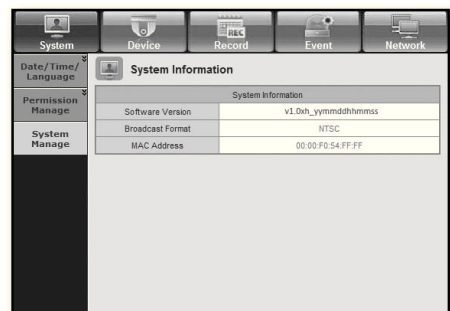 System
Device
REC
Record
Event
Network
Date/Time/
Language
Permission
Manage
System
Manage
System Information
System Information
Software Version
v1.0xh_yymmddhhmmss
Broadcast Format
NTSC
MAC Address
00:00:F0:54:FF:FF